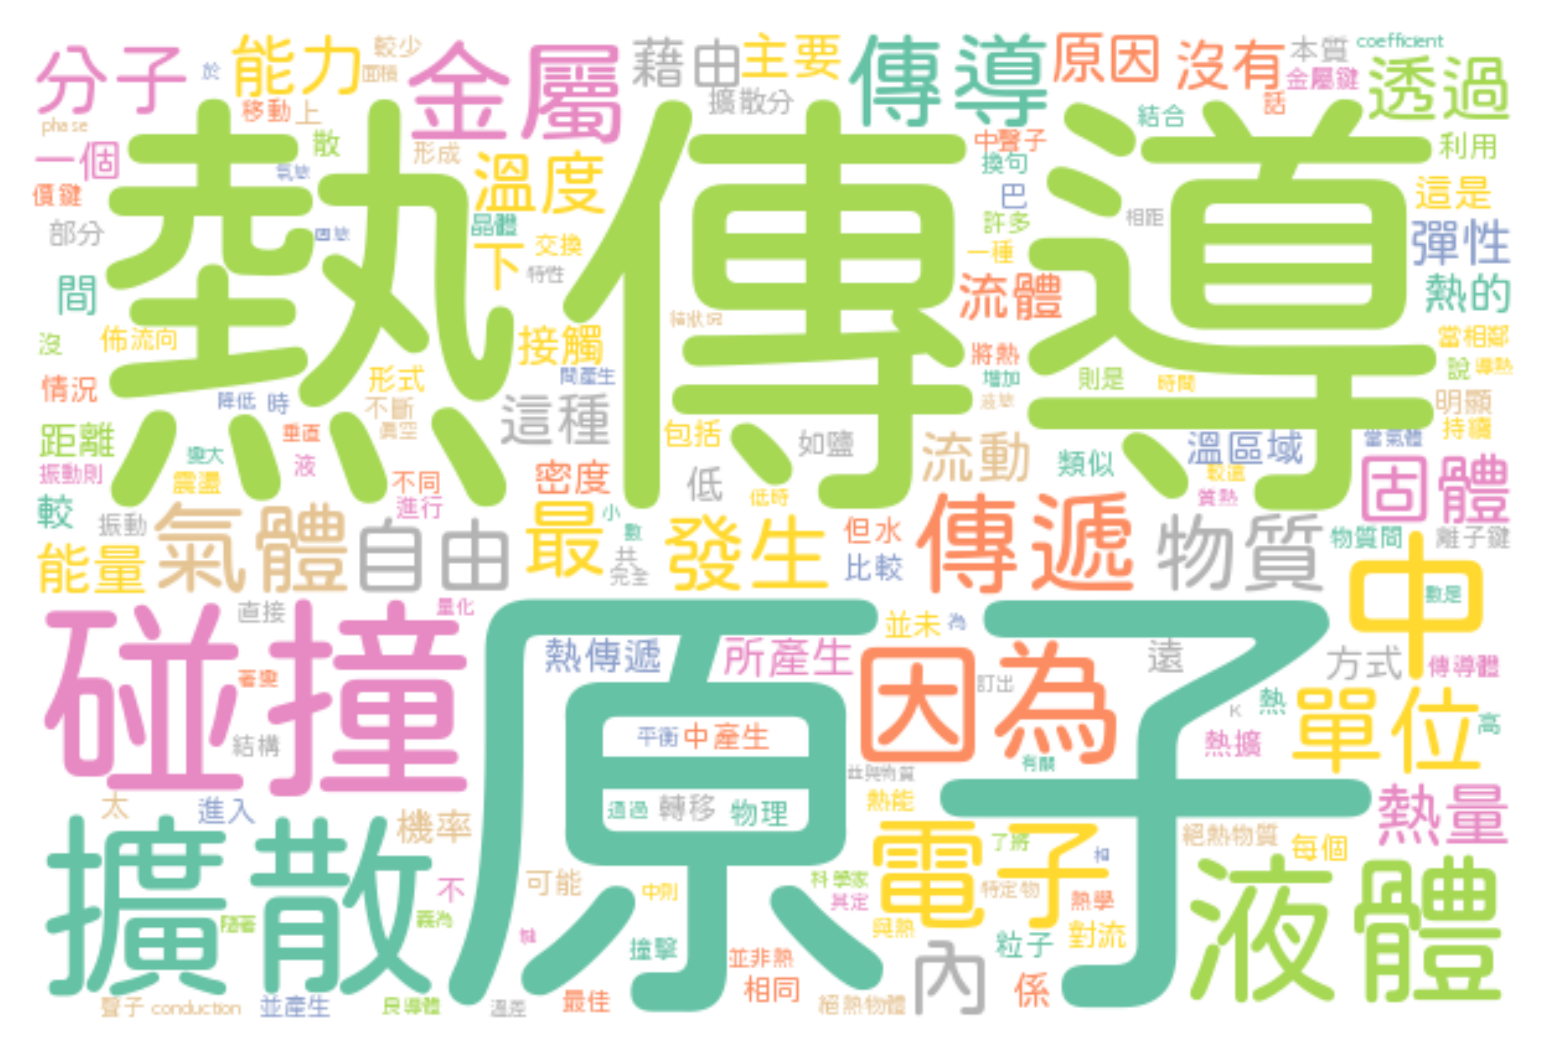 分子
於
能力
較少
面積
金屬
藉由
主要
傳導
原因
沒有
本質
coefficient
金屬鍵
透過
移動
上
擴散分
話
結合
phase
散
形成
中聲子
利用
一個
氣態
溫度
換句
這是
價鍵
巴
部分
固態
晶體
下
交換
特性
許多
相距
一種
彈性
熱傳導
間
流體
熱的
沒
佈流向
接觸
將熱
當相鄰
情況
形式
間產生
增加
則是
時間
說
導熱
降低
時
不斷
這種
液態
明顯
距離
垂直
真空
包括
如鹽
流動
溫區域
當氣體
持續
變大
液
類似
較遠
振動則
震盪
不同
密度
低
低時
質熱
固體
較
振動
進行
氣體
自由
最
小
數
共
完全
發生
但水
比較
傳遞
物質
物質間
離子鍵
能量
中
數是
直接
量化
碰撞
原子
熱傳遞
所產生
並未
為
因為
遠
方式
傳導體
著變
訂出
K
熱
單位
高
結構
平衡
中產生
熱擴
有關
並與物質
太
進入
機率
通過
轉移
物理
熱能
熱量
擴散
電子
了將
絕熱物質
每個
和
不
可能
中則
科學家
其定
特定物
熱學
液體
隨著
義為
與熱
粒子
對流
撞擊
並非熱
內
聲子
conduction
並產生
良導體
溫差
最佳
相同
絕熱物體
係